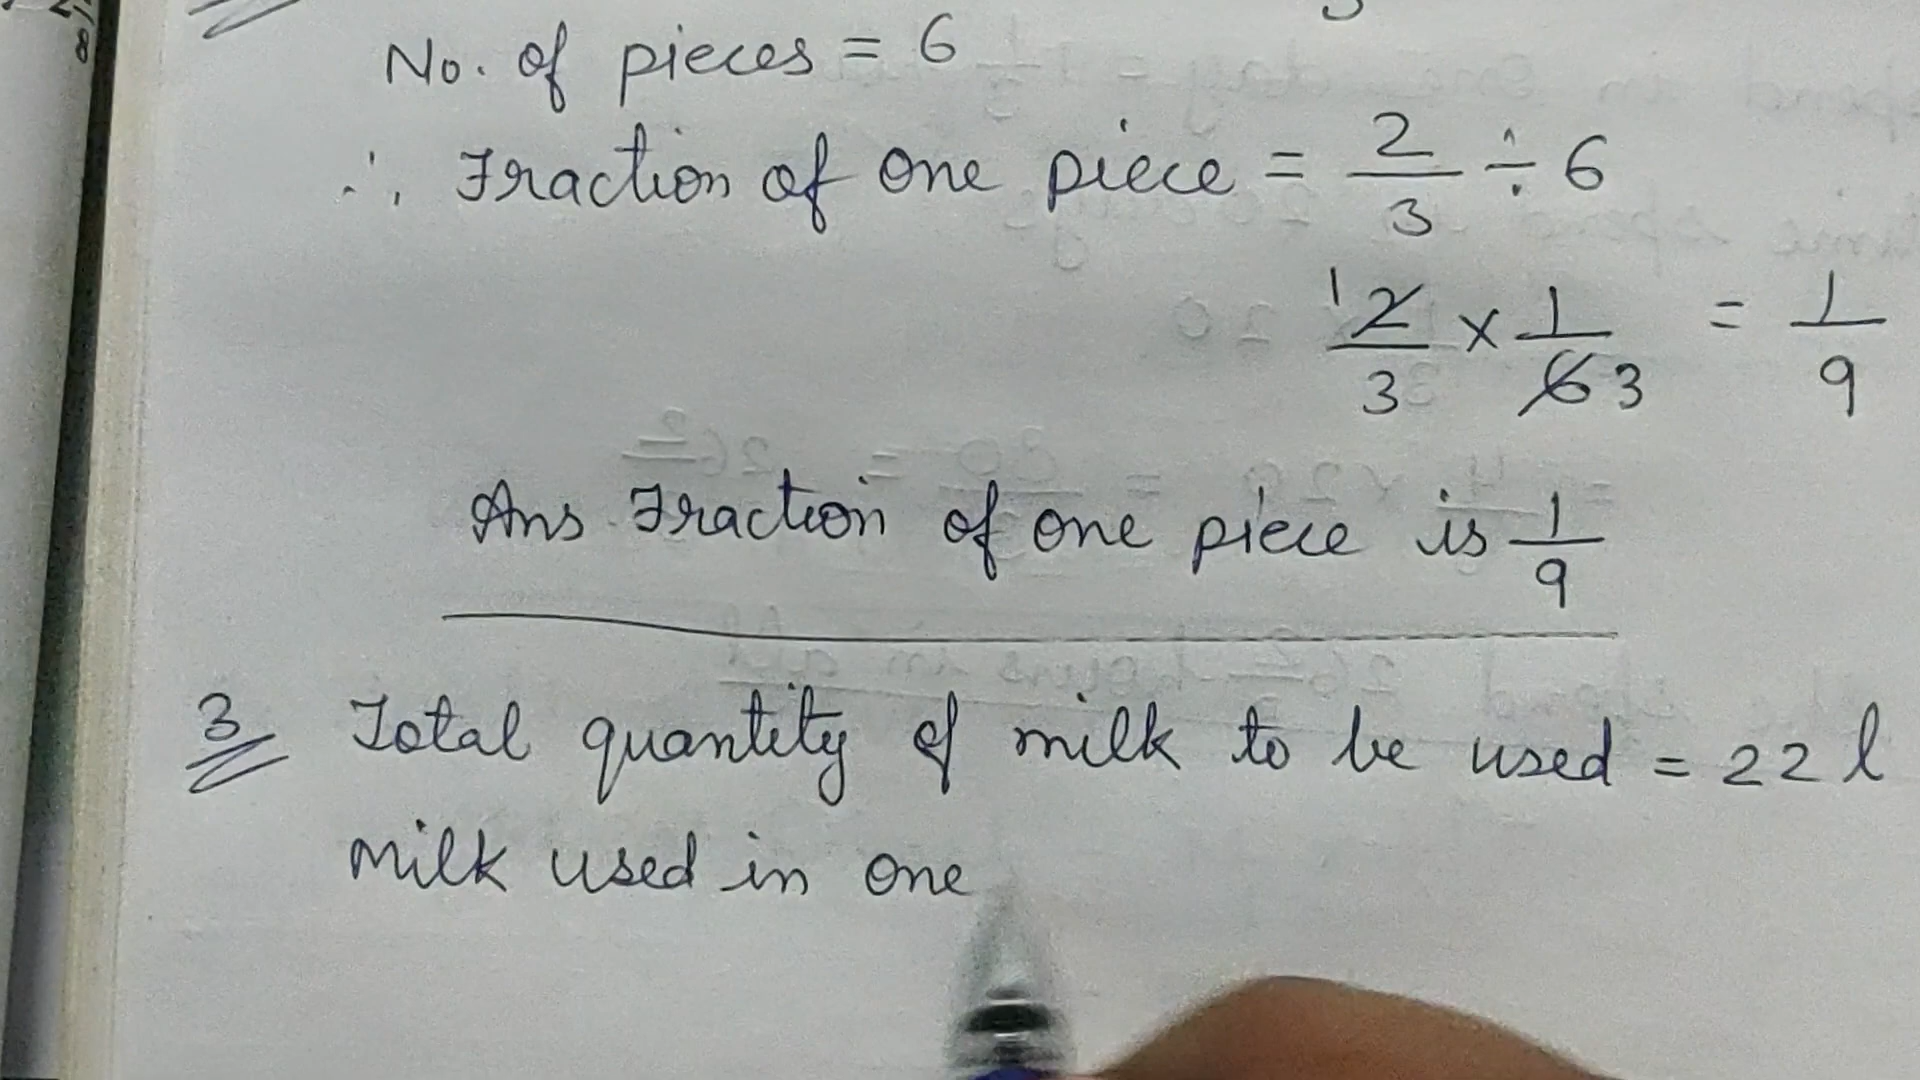 No. of pieces = 6
∴ Fraction of one piece = 2/3 ÷ 6
1 2/3 × 1/6 3 = 1/9
Ans Fraction of one piece is 1/9
3 Total quantity of milk to be used = 22 l
milk used in one